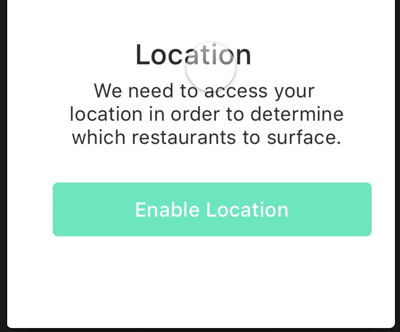 Location
We need to access your
location in order to determine
which restaurants to surface.
Enable Location